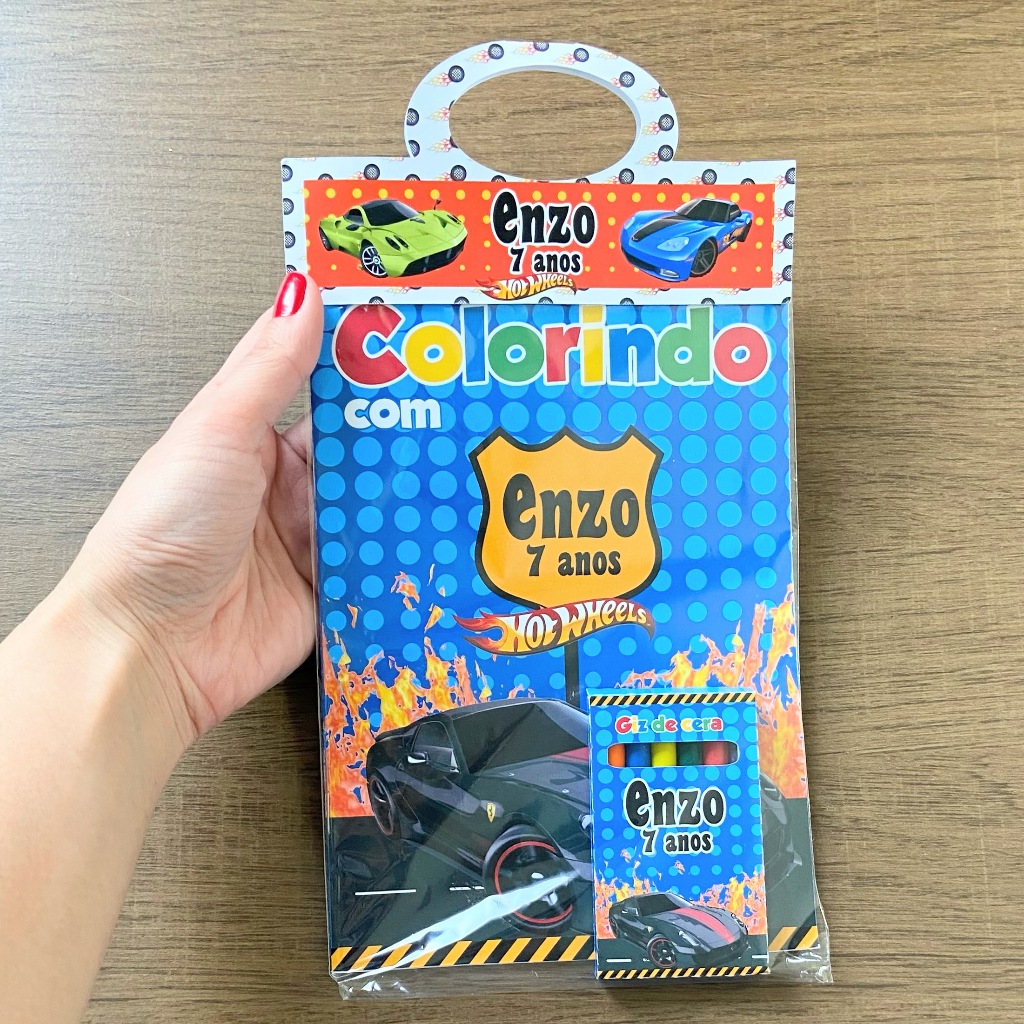 enzo
7 anos
Hot Wheels
Colorindo
com
enzo
7 anos
Hot Wheels
Giz de cera
enzo
7 anos